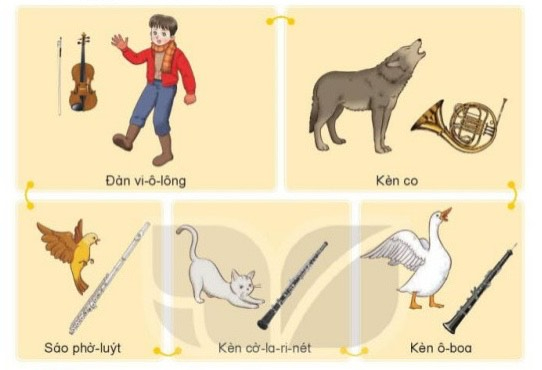 Đàn vi-ô-lông
Kèn co
Sáo phờ-luýt
Kèn cờ-la-ri-nét
Kèn ô-boa